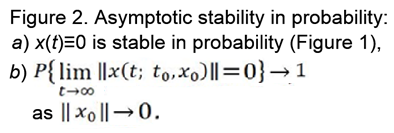 Figure 2. Asymptotic stability in probability:
a) x(t)≡0 is stable in probability (Figure 1),
b) P{lim ||x(t; t₀,x₀)||=0}→1
t→∞
as ||x₀||→0.